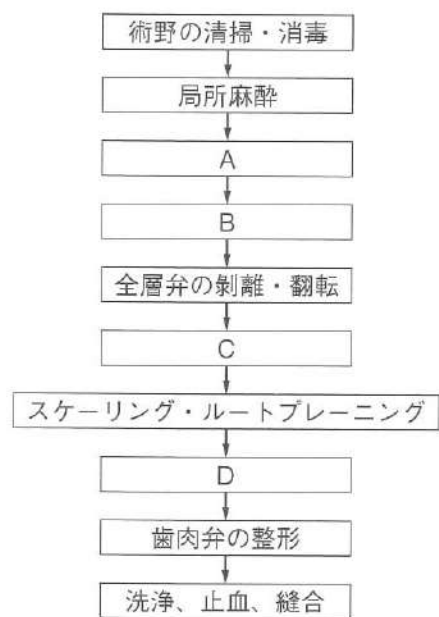 術野の清掃・消毒
局所麻酔
A
B
全層弁の剝離・翻転
C
スケーリング・ルートプレーニング
D
歯肉弁の整形
洗浄、止血、縫合